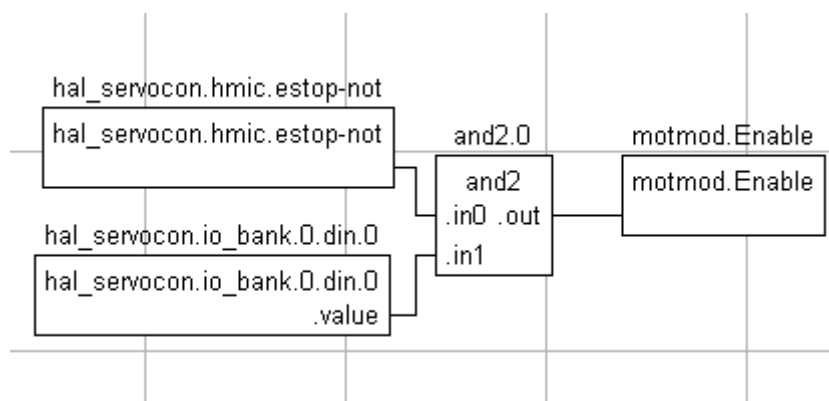 hal_servocon.hmic.estop-not
hal_servocon.hmic.estop-not
and2.0
and2
.in0 .out
.in1
motmod.Enable
motmod.Enable
hal_servocon.io_bank.0.din.0
hal_servocon.io_bank.0.din.0
.value